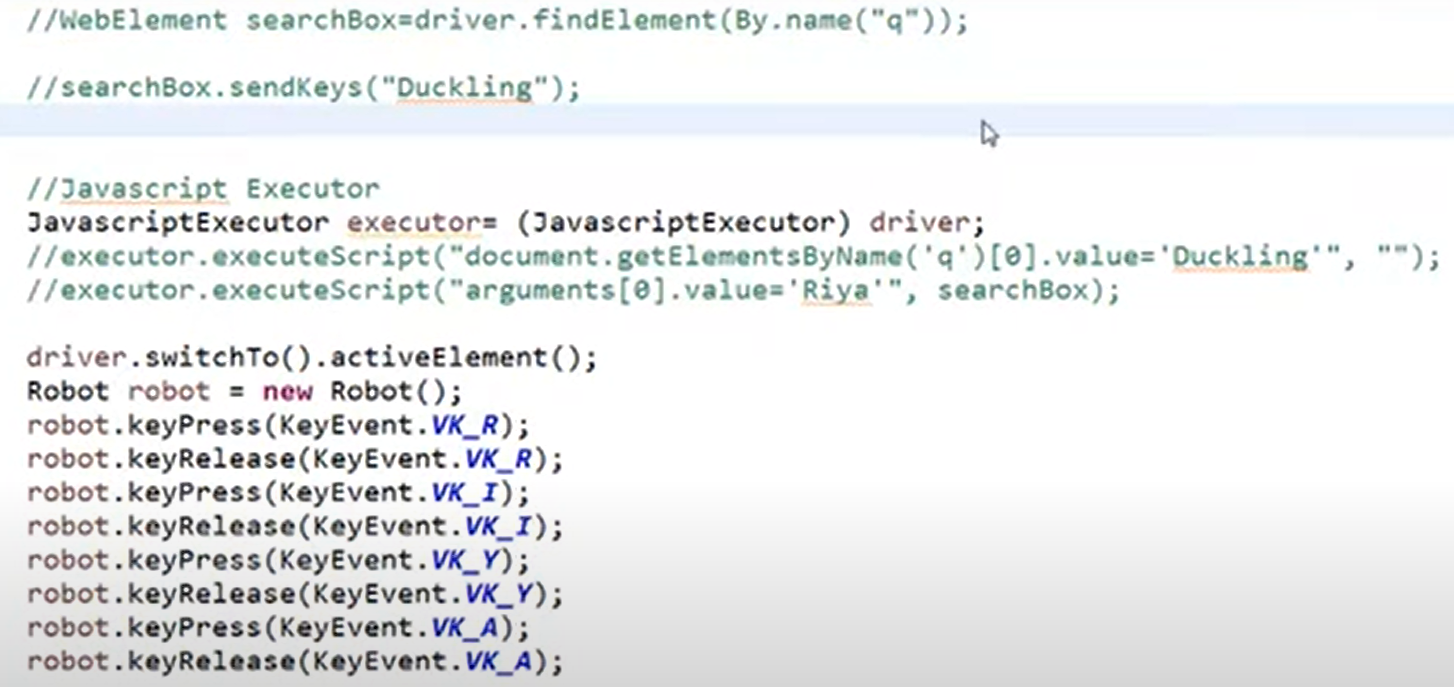 //WebElement searchBox=driver.findElement(By.name("q"));
//searchBox.sendKeys("Duckling");
//Javascript Executor
JavascriptExecutor executor= (JavascriptExecutor) driver;
//executor.executeScript("document.getElementsByName('q')[0].value='Duckling'", "");
//executor.executeScript("arguments[0].value='Riya'", searchBox);
driver.switchTo().activeElement();
Robot robot = new Robot();
robot.keyPress(KeyEvent.VK_R);
robot.keyRelease(KeyEvent.VK_R);
robot.keyPress(KeyEvent.VK_I);
robot.keyRelease(KeyEvent.VK_I);
robot.keyPress(KeyEvent.VK_Y);
robot.keyRelease(KeyEvent.VK_Y);
robot.keyPress(KeyEvent.VK_A);
robot.keyRelease(KeyEvent.VK_A);